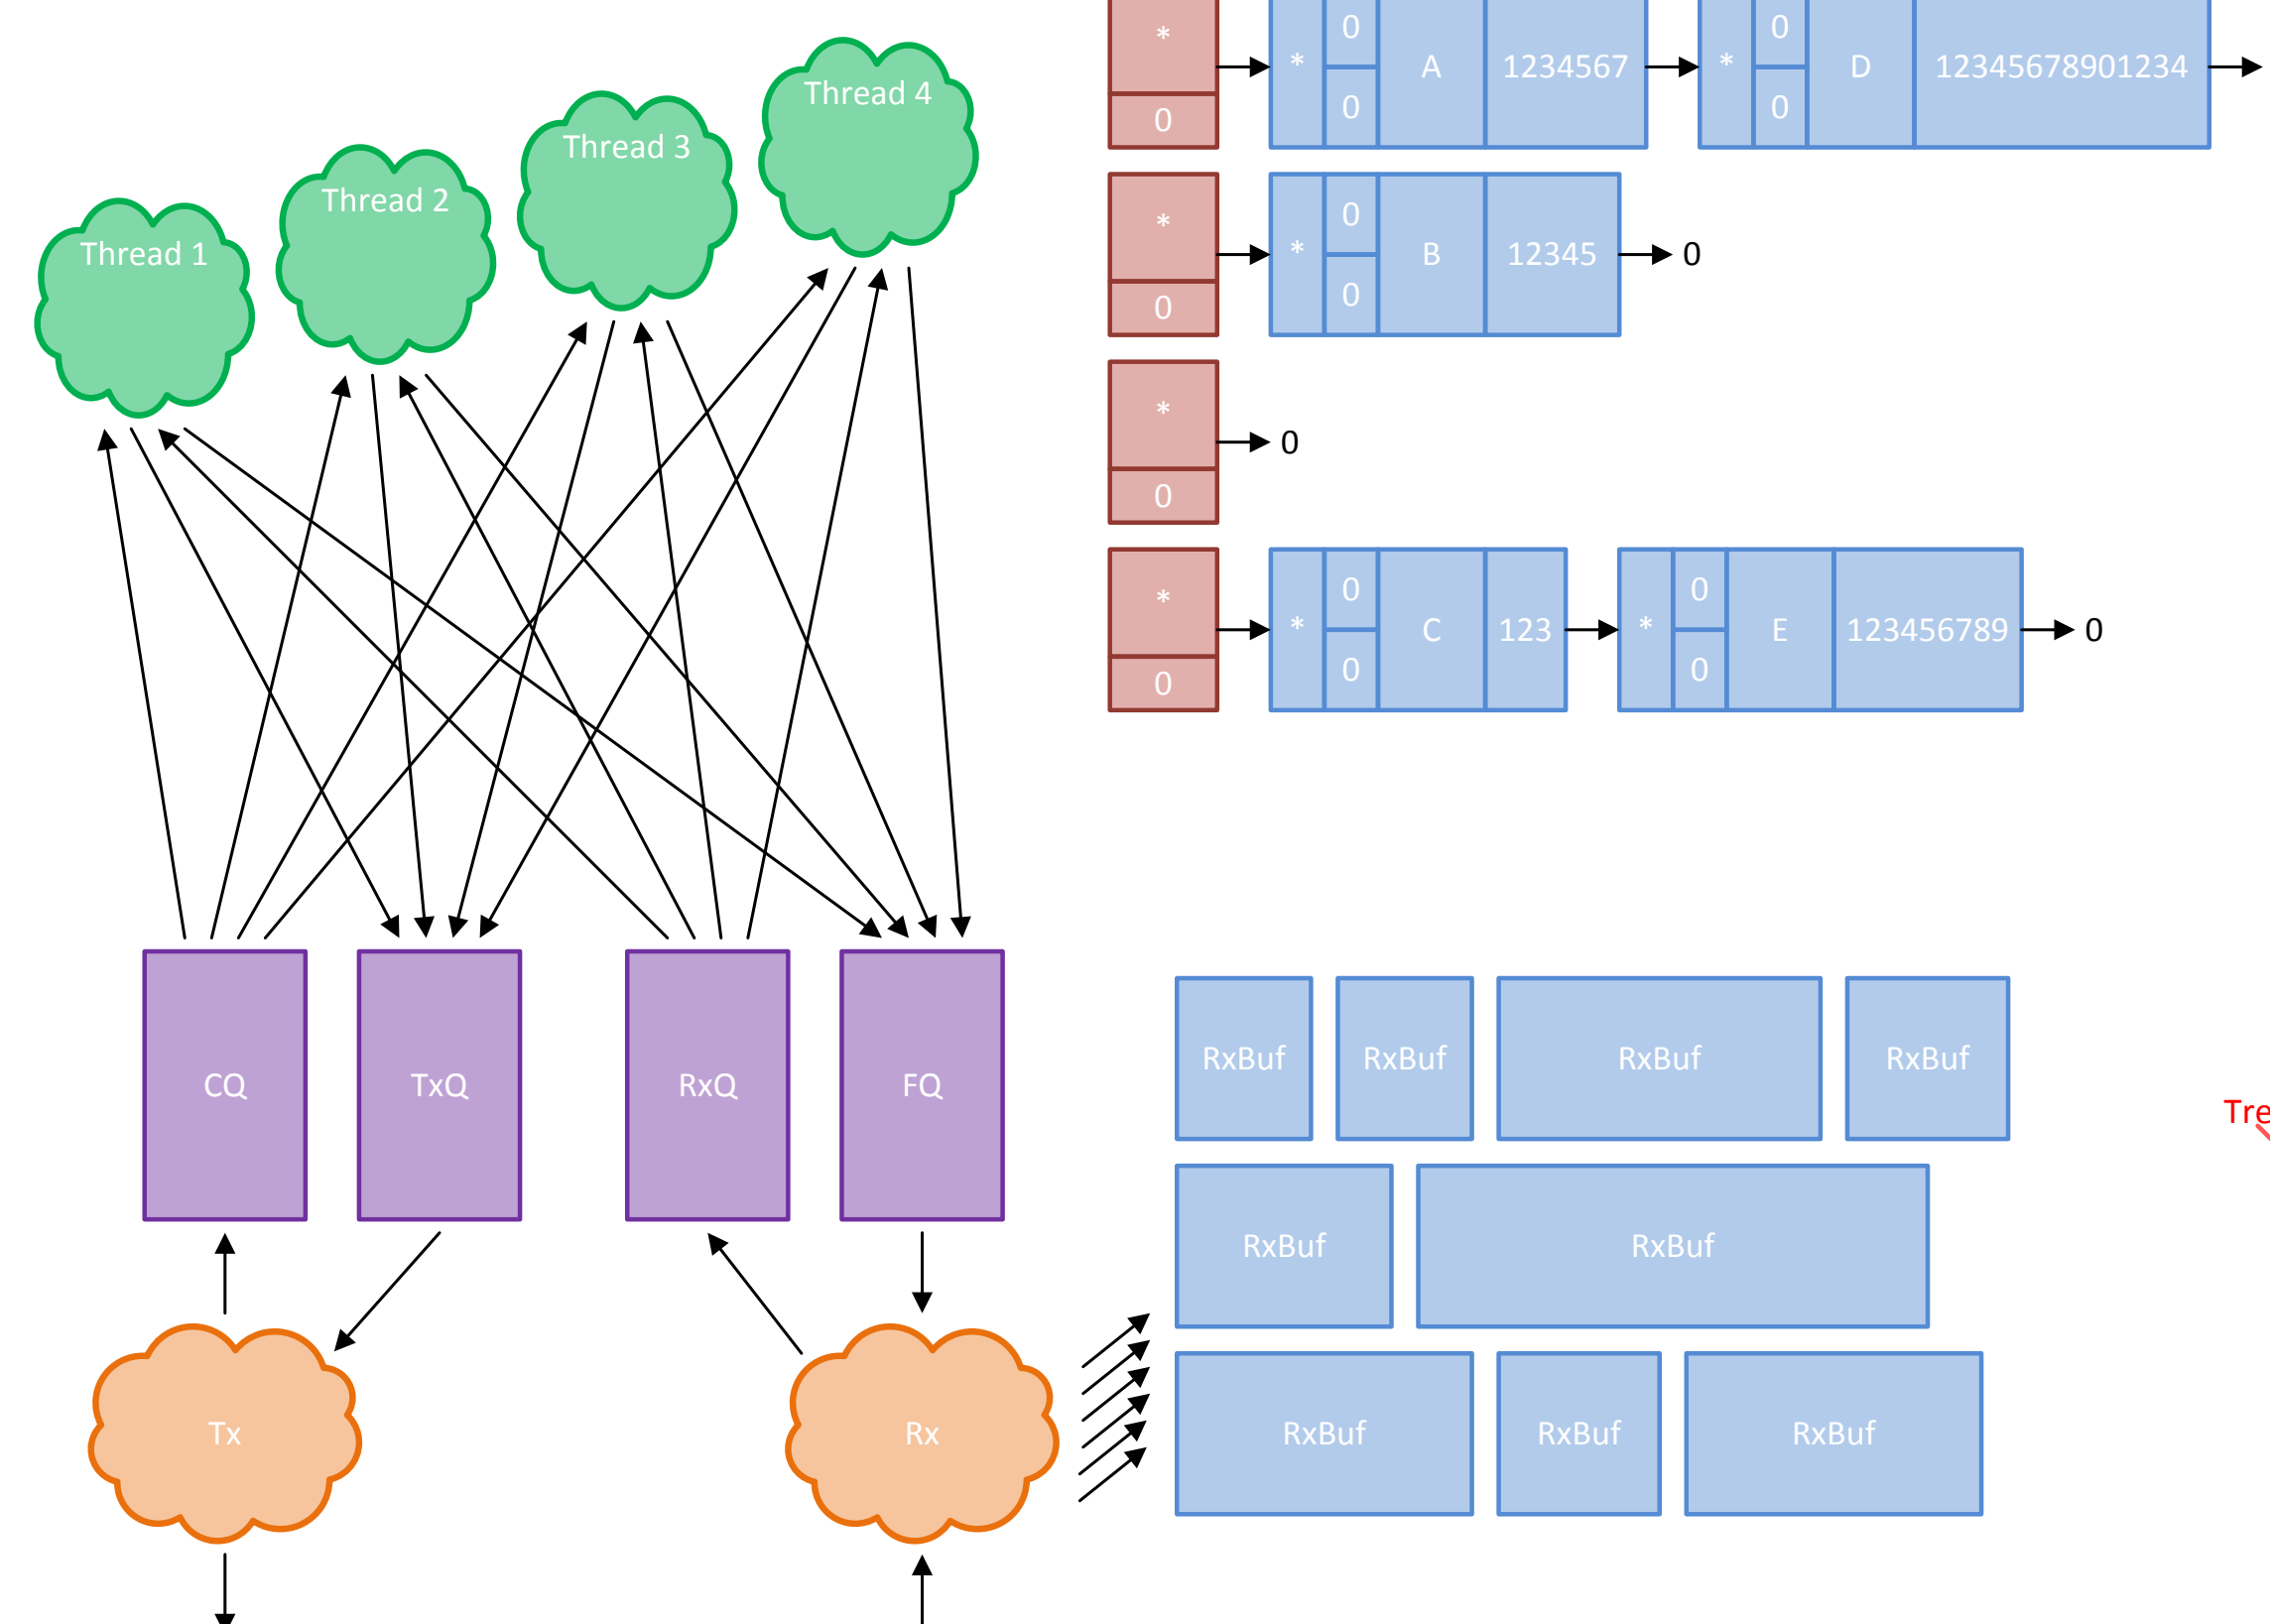 Thread 1
Thread 2
Thread 3
Thread 4
CQ
TxQ
RxQ
FQ
Tx
Rx
*
0
*
0
0
A
1234567
*
0
0
D
12345678901234
*
0
*
0
0
B
12345
0
*
0
0
*
0
*
0
0
C
123
*
0
0
E
123456789
0
RxBuf
RxBuf
RxBuf
RxBuf
RxBuf
RxBuf
RxBuf
RxBuf
RxBuf